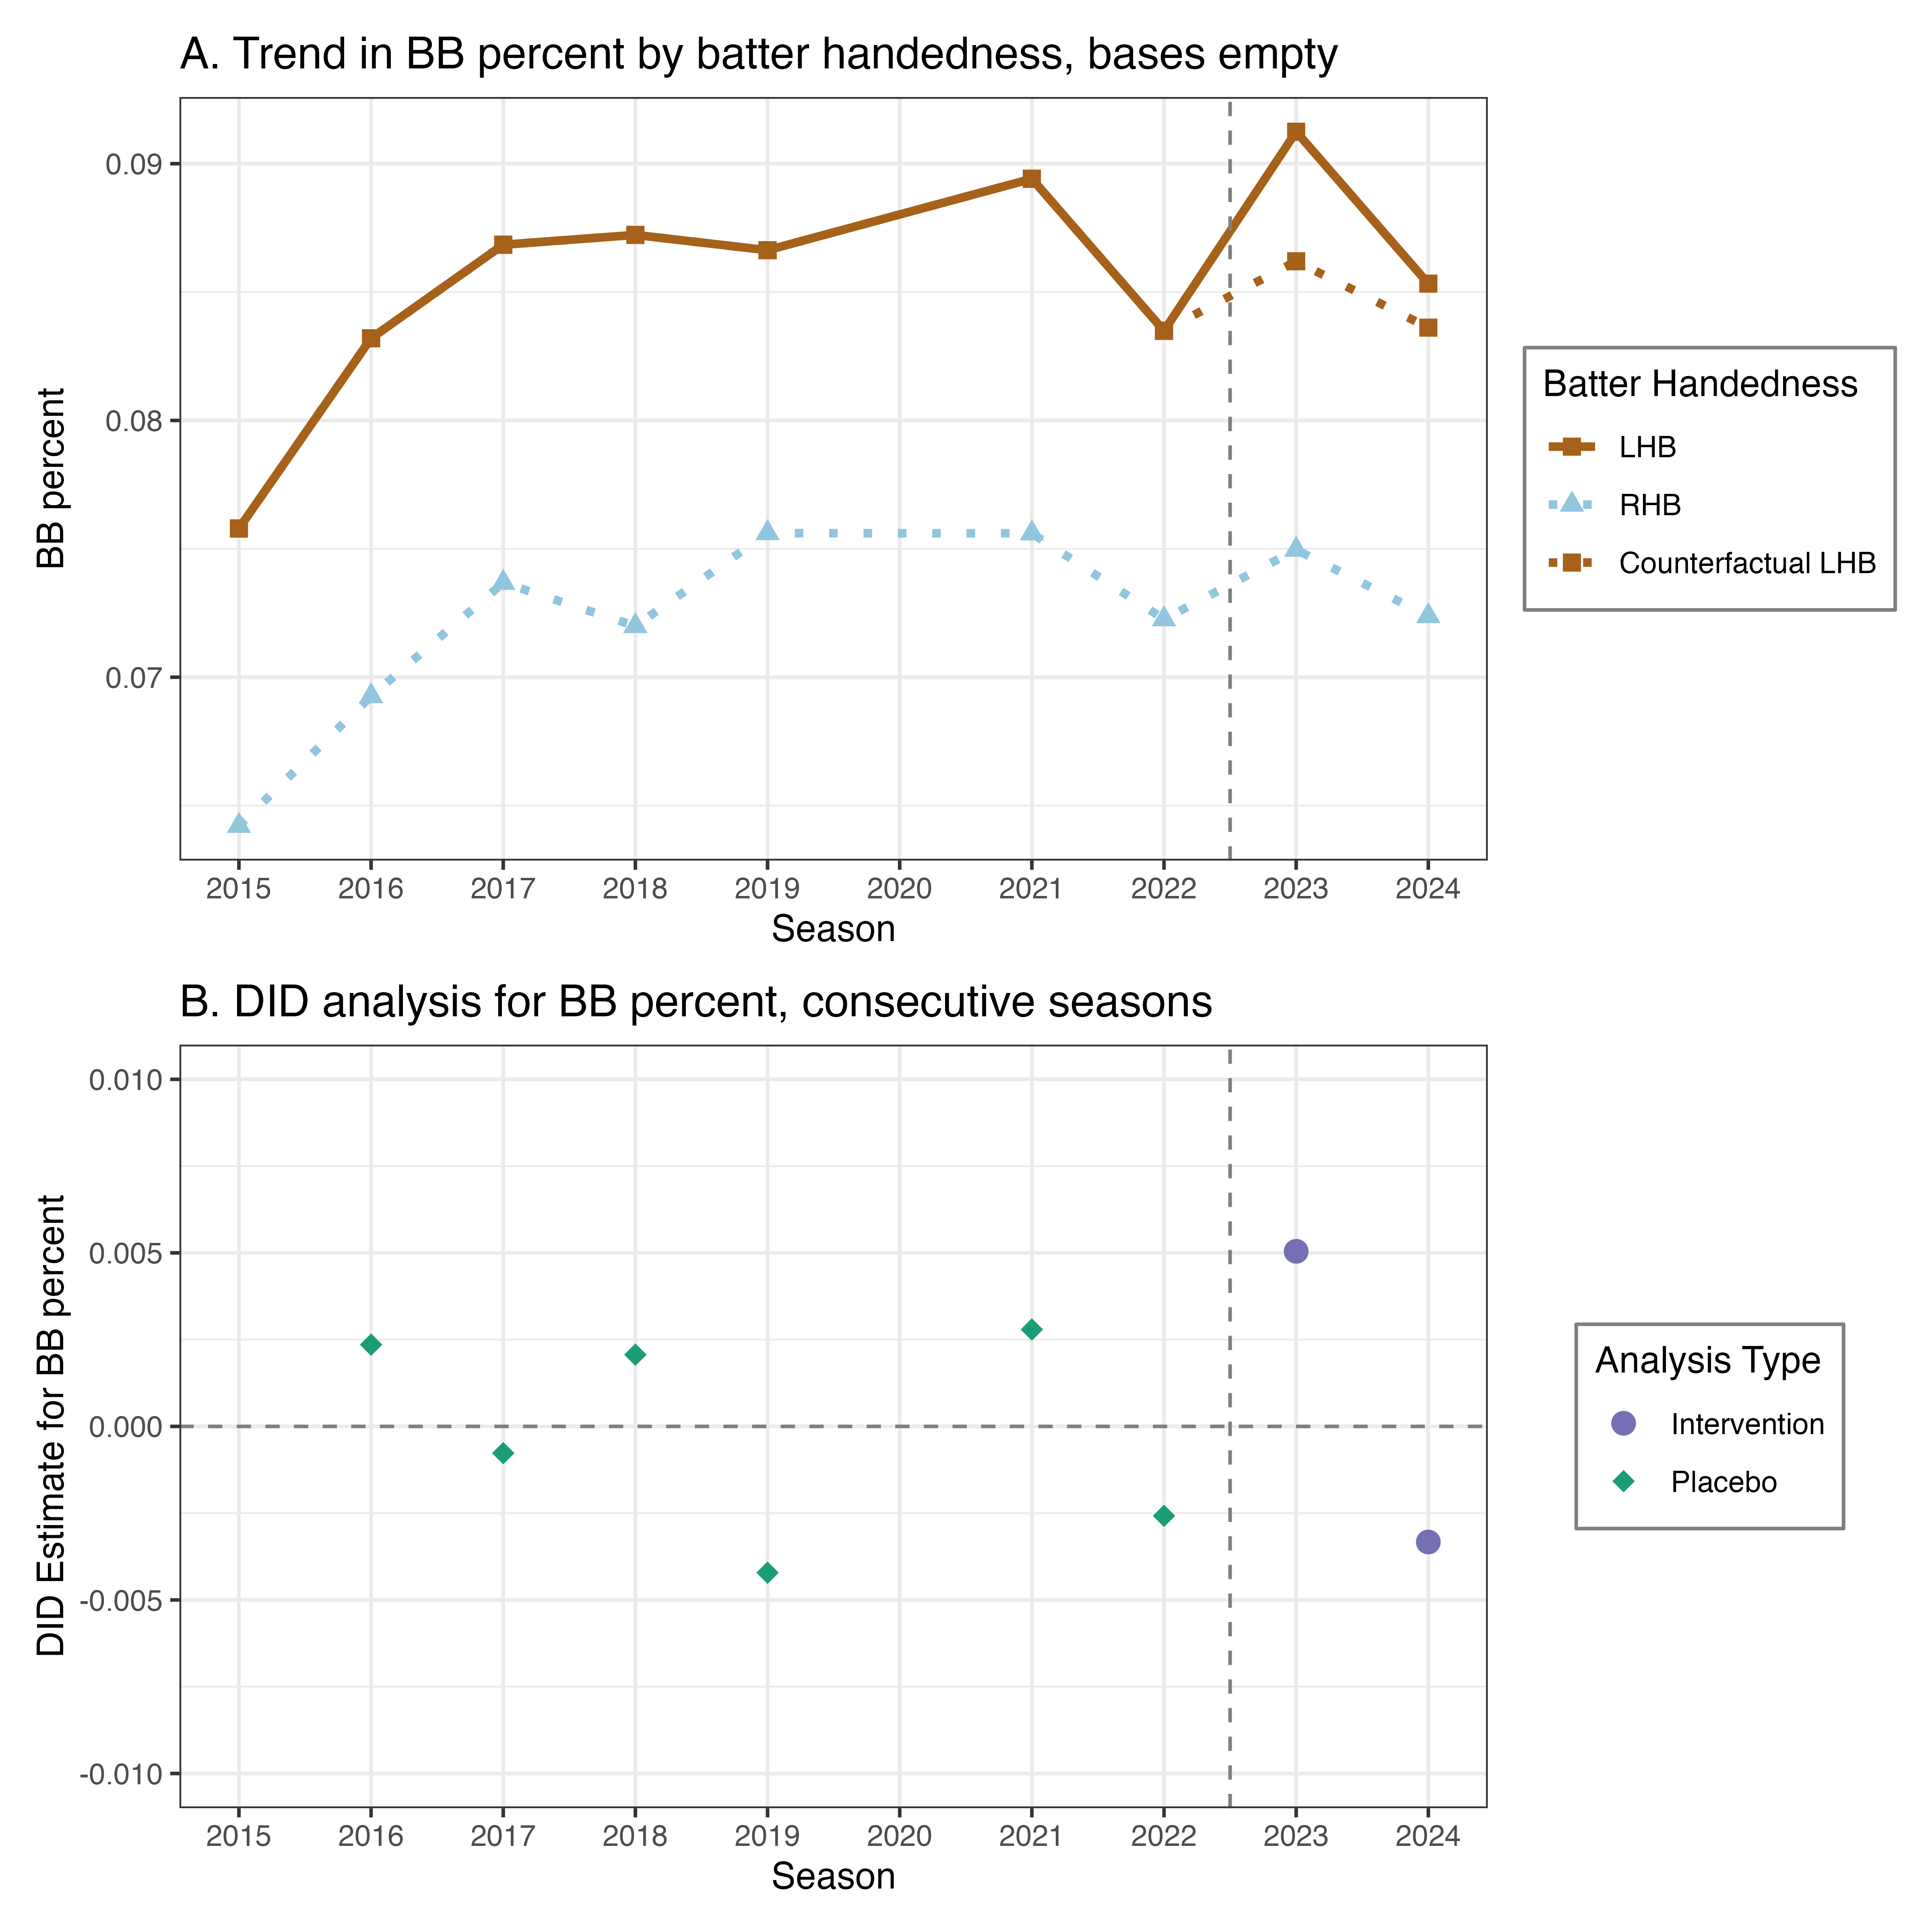 A. Trend in BB percent by batter handedness, bases empty
0.09
0.08
0.07
BB percent
2015 2016 2017 2018 2019 2020 2021 2022 2023 2024
Season
Batter Handedness
LHB
RHB
Counterfactual LHB
B. DID analysis for BB percent, consecutive seasons
0.010
0.005
0.000
-0.005
-0.010
DID Estimate for BB percent
2015 2016 2017 2018 2019 2020 2021 2022 2023 2024
Season
Analysis Type
Intervention
Placebo